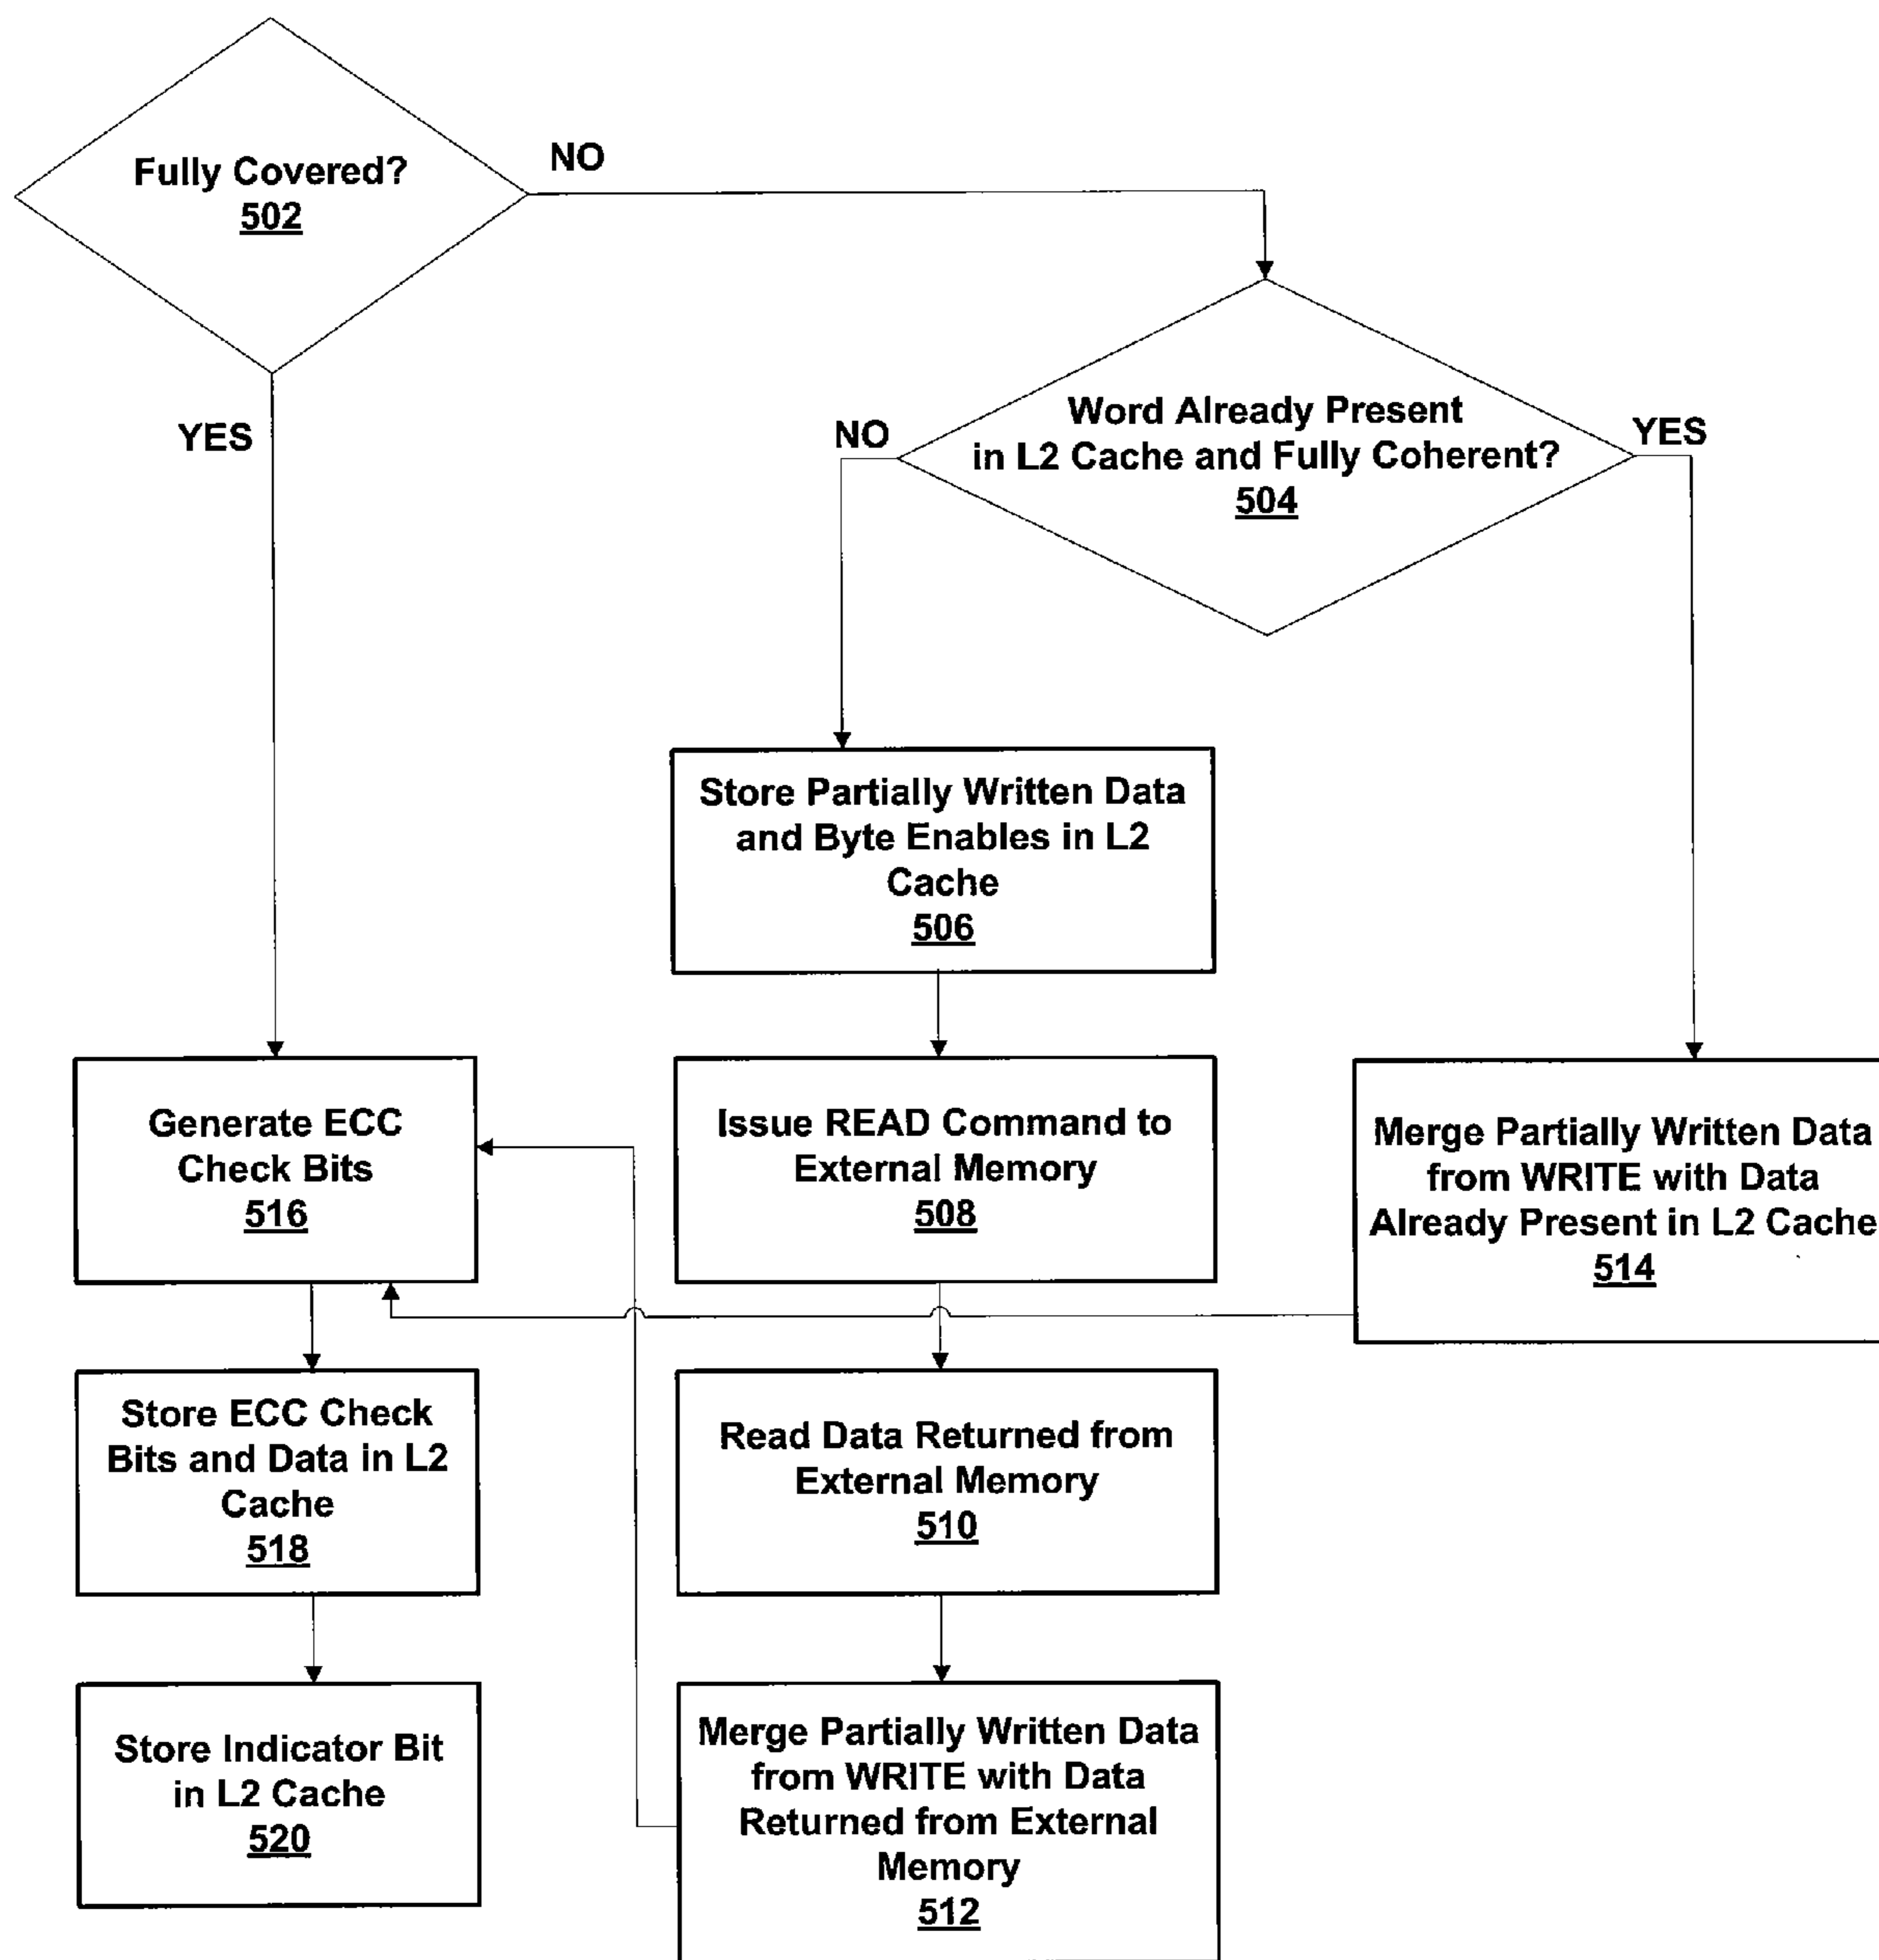 Fully Covered?
502
NO
YES
Word Already Present
in L2 Cache and Fully Coherent?
504
NO
YES
Store Partially Written Data
and Byte Enables in L2
Cache
506
Generate ECC
Check Bits
516
Issue READ Command to
External Memory
508
Merge Partially Written Data
from WRITE with Data
Already Present in L2 Cache
514
Store ECC Check
Bits and Data in L2
Cache
518
Read Data Returned from
External Memory
510
Store Indicator Bit
in L2 Cache
520
Merge Partially Written Data
from WRITE with Data
Returned from External
Memory
512